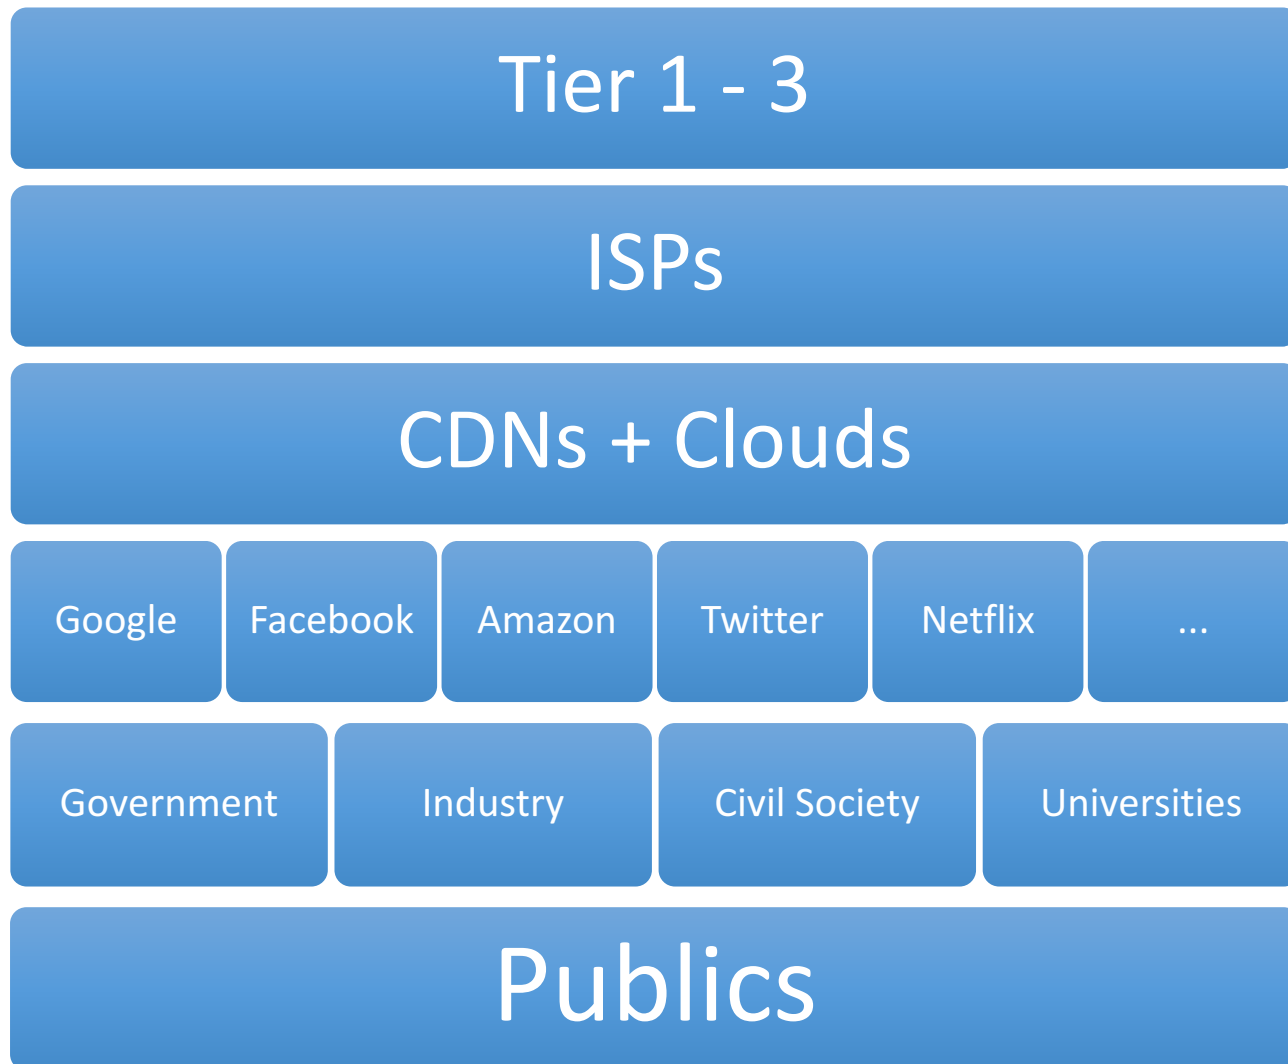 Tier 1 - 3
ISPs
CDNs + Clouds
Google Facebook Amazon Twitter Netflix ...
Government Industry Civil Society Universities
Publics